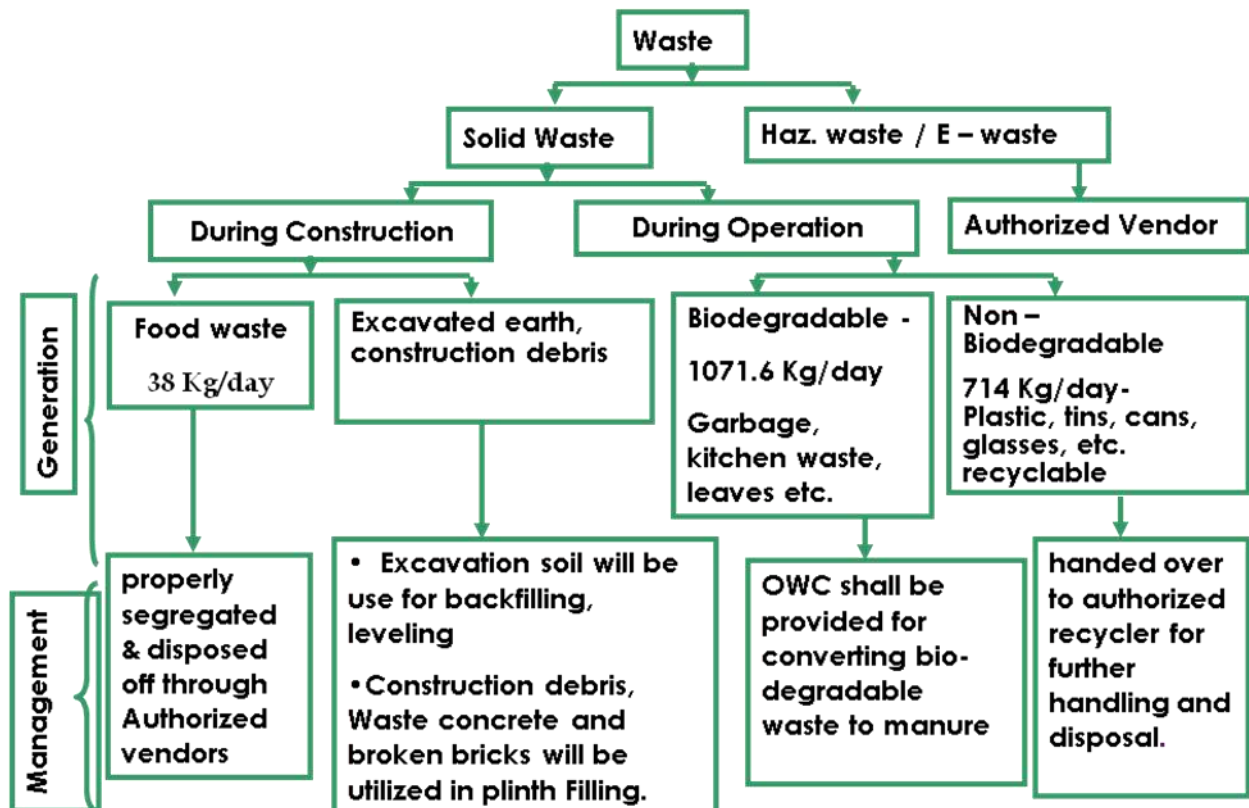 Waste
Solid Waste
Haz. waste / E – waste
During Construction
During Operation
Authorized Vendor
Generation
Food waste
38 Kg/day
Excavated earth,
construction debris
Biodegradable -
1071.6 Kg/day
Garbage,
kitchen waste,
leaves etc.
Non –
Biodegradable
714 Kg/day-
Plastic, tins, cans,
glasses, etc.
recyclable
Management
properly
segregated
& disposed
off through
Authorized
vendors
• Excavation soil will be
use for backfilling,
leveling
•Construction debris,
Waste concrete and
broken bricks will be
utilized in plinth Filling.
OWC shall be
provided for
converting bio-
degradable
waste to manure
handed over
to authorized
recycler for
further
handling and
disposal.